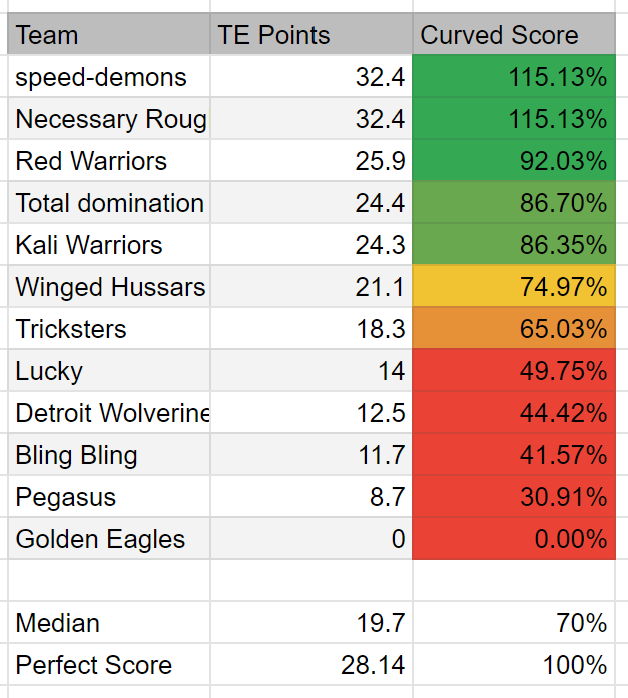 Team TE Points Curved Score
speed-demons 32.4 115.13%
Necessary Roug 32.4 115.13%
Red Warriors 25.9 92.03%
Total domination 24.4 86.70%
Kali Warriors 24.3 86.35%
Winged Hussars 21.1 74.97%
Tricksters 18.3 65.03%
Lucky 14 49.75%
Detroit Wolverine 12.5 44.42%
Bling Bling 11.7 41.57%
Pegasus 8.7 30.91%
Golden Eagles 0 0.00%
Median 19.7 70%
Perfect Score 28.14 100%